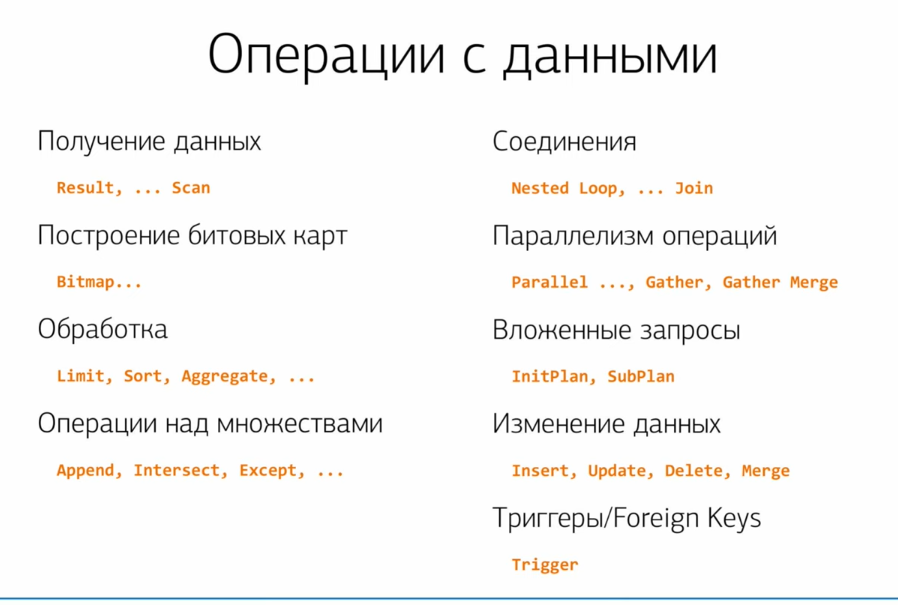 Операции с данными
Получение данных
Result, ... Scan
Построение битовых карт
Bitmap...
Обработка
Limit, Sort, Aggregate, ...
Операции над множествами
Append, Intersect, Except, ...
Соединения
Nested Loop, ... Join
Параллелизм операций
Parallel ..., Gather, Gather Merge
Вложенные запросы
InitPlan, SubPlan
Изменение данных
Insert, Update, Delete, Merge
Триггеры/Foreign Keys
Trigger